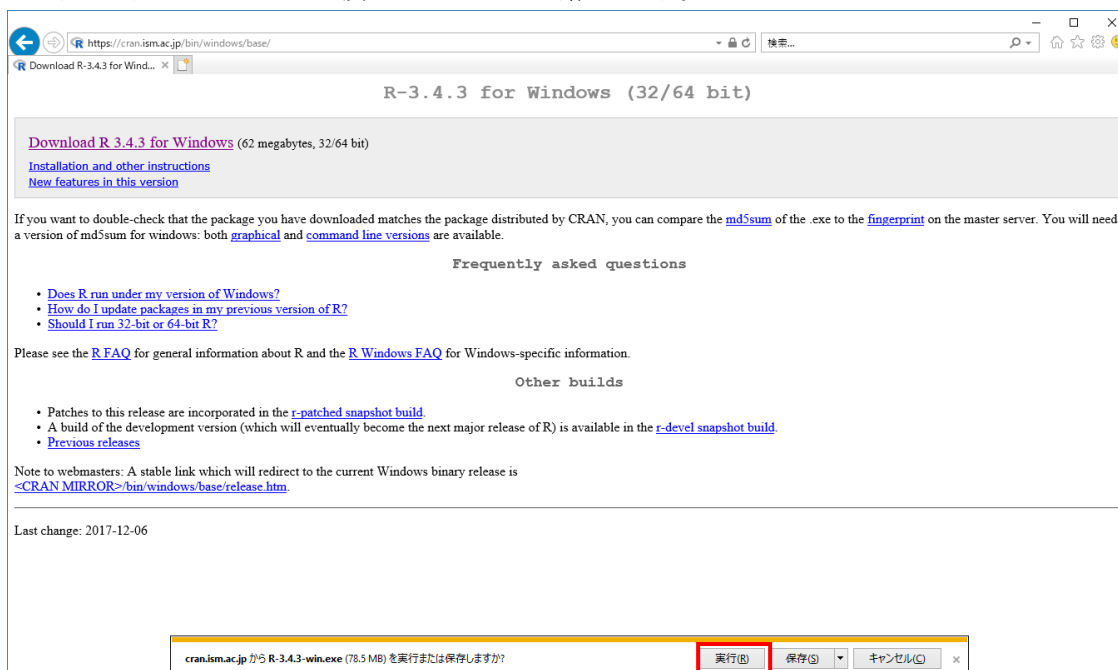 https://cran.ism.ac.jp/bin/windows/base/
検索...
Download R-3.4.3 for Wind...
R-3.4.3 for Windows (32/64 bit)
Download R 3.4.3 for Windows (62 megabytes, 32/64 bit)
Installation and other instructions
New features in this version
If you want to double-check that the package you have downloaded matches the package distributed by CRAN, you can compare the md5sum of the .exe to the fingerprint on the master server. You will need
a version of md5sum for windows: both graphical and command line versions are available.
Frequently asked questions
• Does R run under my version of Windows?
• How do I update packages in my previous version of R?
• Should I run 32-bit or 64-bit R?
Please see the R FAQ for general information about R and the R Windows FAQ for Windows-specific information.
Other builds
• Patches to this release are incorporated in the r-patched snapshot build.
• A build of the development version (which will eventually become the next major release of R) is available in the r-devel snapshot build.
• Previous releases
Note to webmasters: A stable link which will redirect to the current Windows binary release is
<CRAN MIRROR>/bin/windows/base/release.htm.
Last change: 2017-12-06
cran.ism.ac.jp から R-3.4.3-win.exe (78.5 MB) を実行または保存しますか?
実行(R)
保存(S)
キャンセル(C)